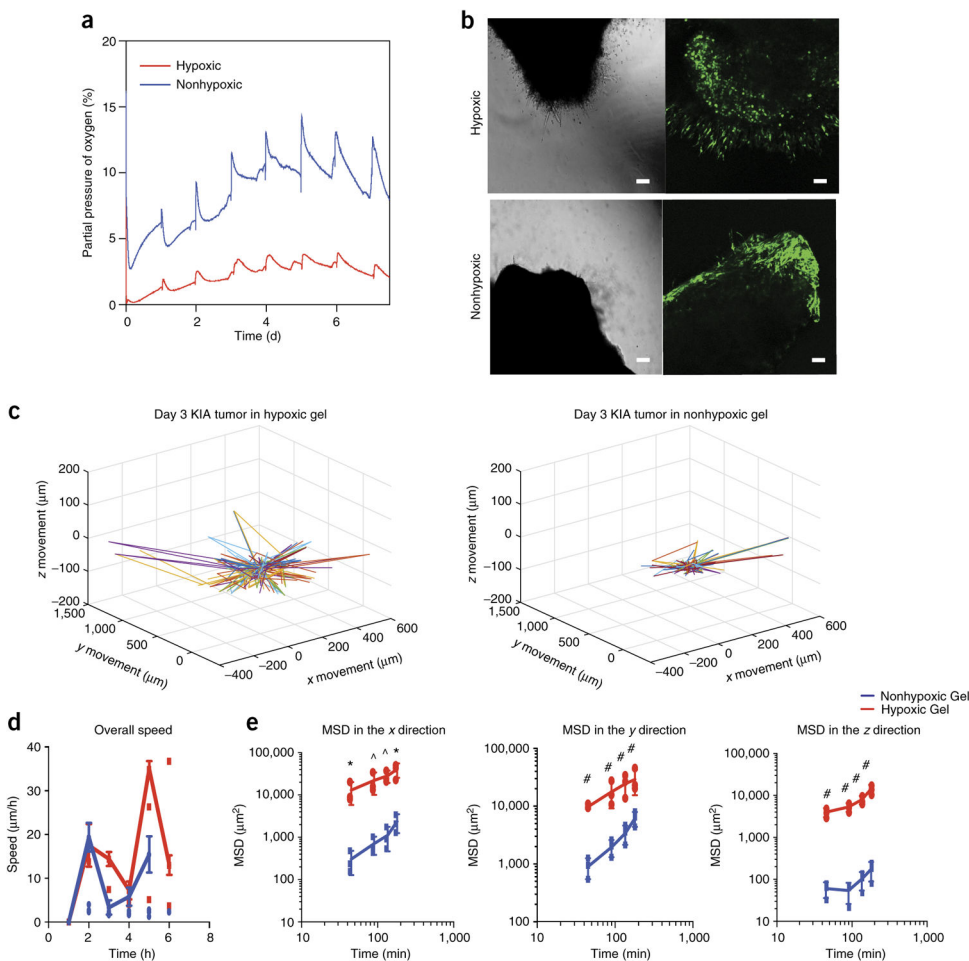 a
20
15
10
5
0
Partial pressure of oxygen (%)
Hypoxic
Nonhypoxic
0
2
4
6
Time (d)
b
Hypoxic
Nonhypoxic
c
Day 3 KIA tumor in hypoxic gel
200
100
0
−100
−200
z movement (µm)
1,500
1,000
500
0
y movement (µm)
−400
−200
0
200
400
600
x movement (µm)
Day 3 KIA tumor in nonhypoxic gel
200
100
0
−100
−200
z movement (µm)
1,500
1,000
500
0
y movement (µm)
−400
−200
0
200
400
600
x movement (µm)
Nonhypoxic Gel
Hypoxic Gel
d
Overall speed
40
30
20
10
0
Speed (µm/h)
0
2
4
6
8
Time (h)
e
MSD in the x direction
100,000
10,000
1,000
100
10
MSD (µm²)
* ^ ^ *
10
100
1,000
Time (min)
MSD in the y direction
100,000
10,000
1,000
100
MSD (µm²)
# # # #
10
100
1,000
Time (min)
MSD in the z direction
100,000
10,000
1,000
100
10
MSD (µm²)
# # # #
10
100
1,000
Time (min)